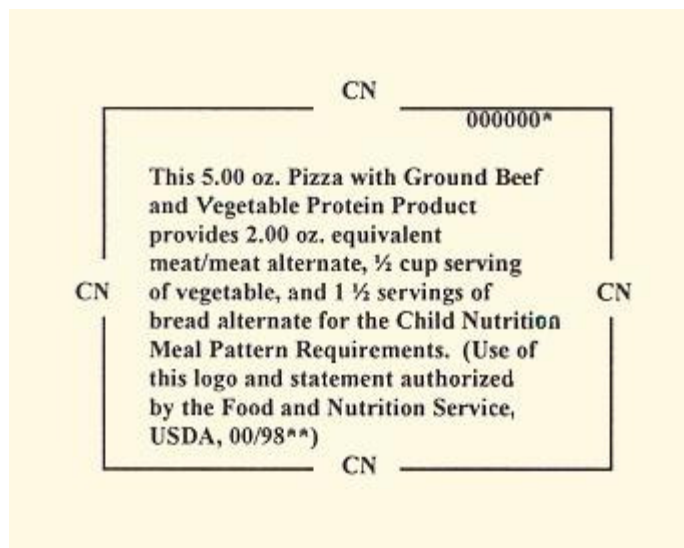 CN
000000*
This 5.00 oz. Pizza with Ground Beef
and Vegetable Protein Product
provides 2.00 oz. equivalent
meat/meat alternate, ½ cup serving
CN of vegetable, and 1 ½ servings of CN
bread alternate for the Child Nutrition
Meal Pattern Requirements. (Use of
this logo and statement authorized
by the Food and Nutrition Service,
USDA, 00/98**)
CN